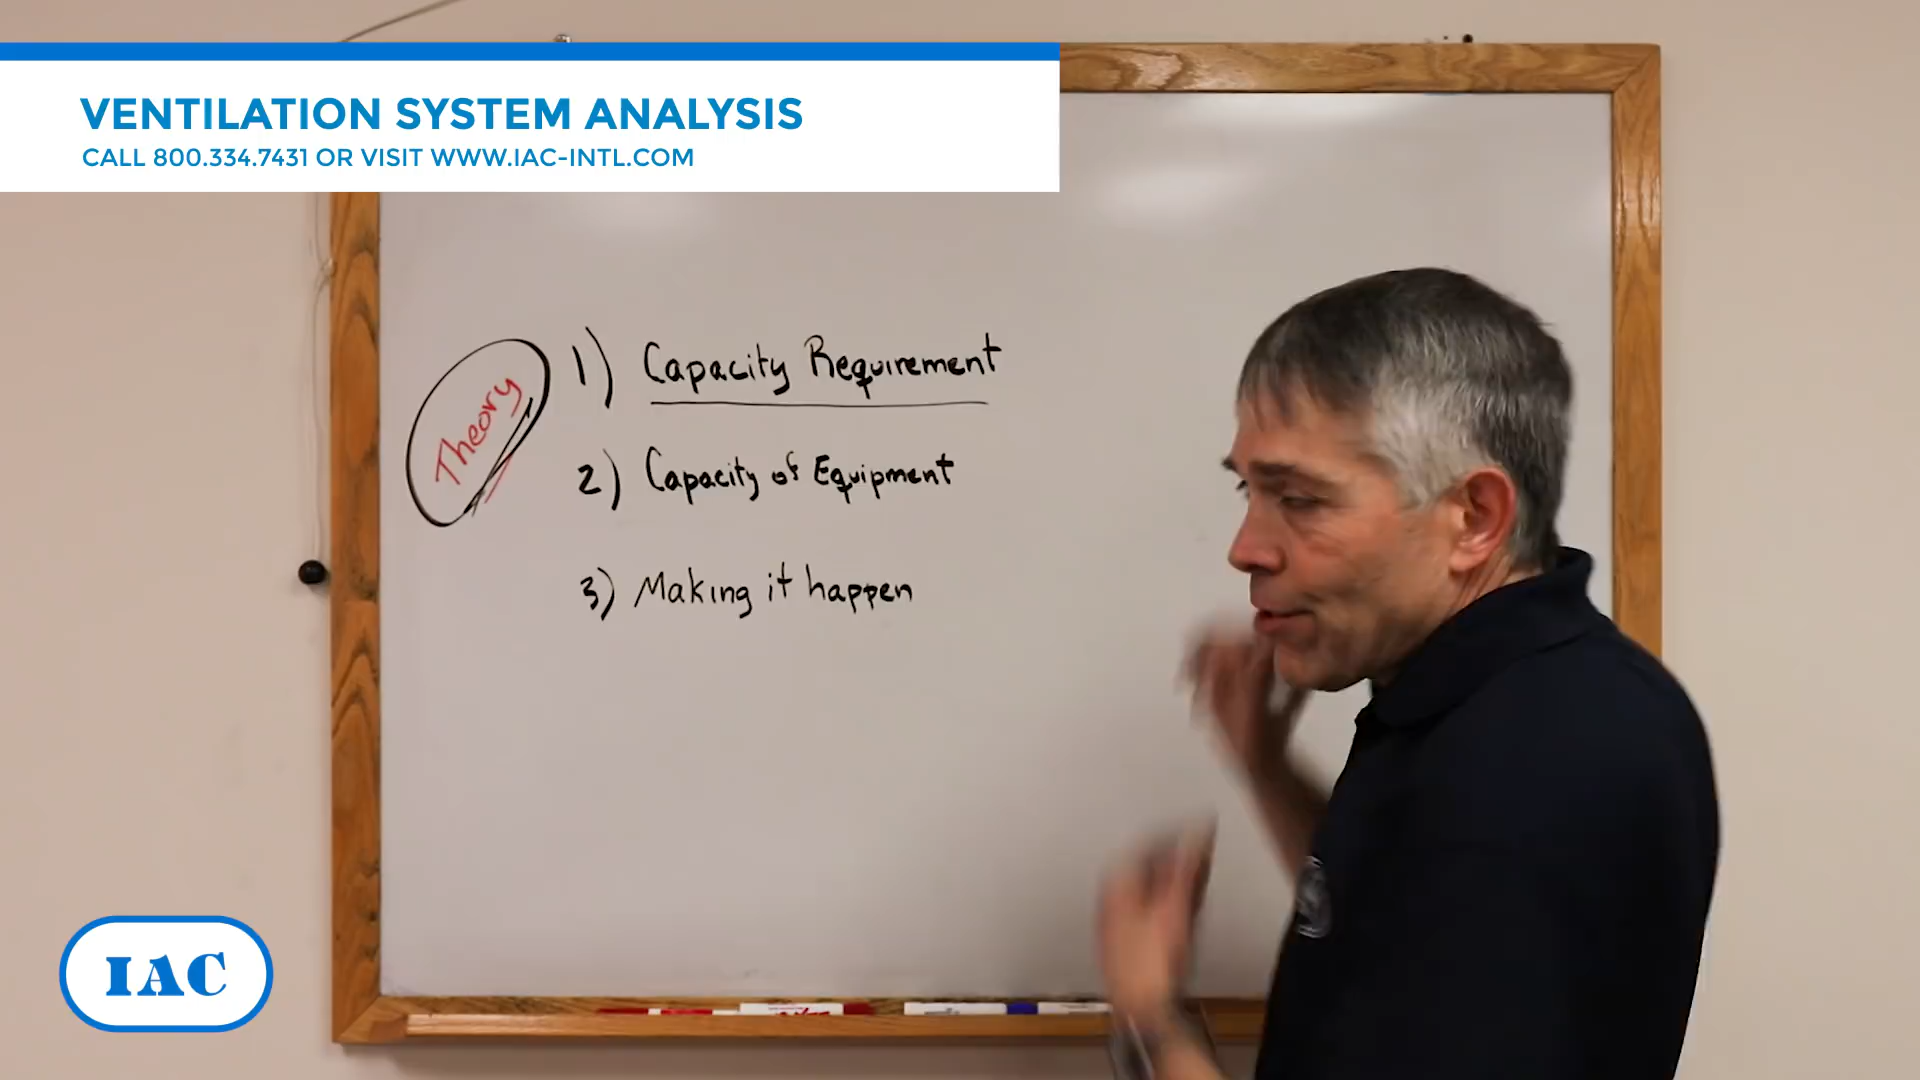 VENTILATION SYSTEM ANALYSIS
CALL 800.334.7431 OR VISIT WWW.IAC-INTL.COM
Theory
1) Capacity Requirement
2) Capacity of Equipment
3) Making it happen
IAC